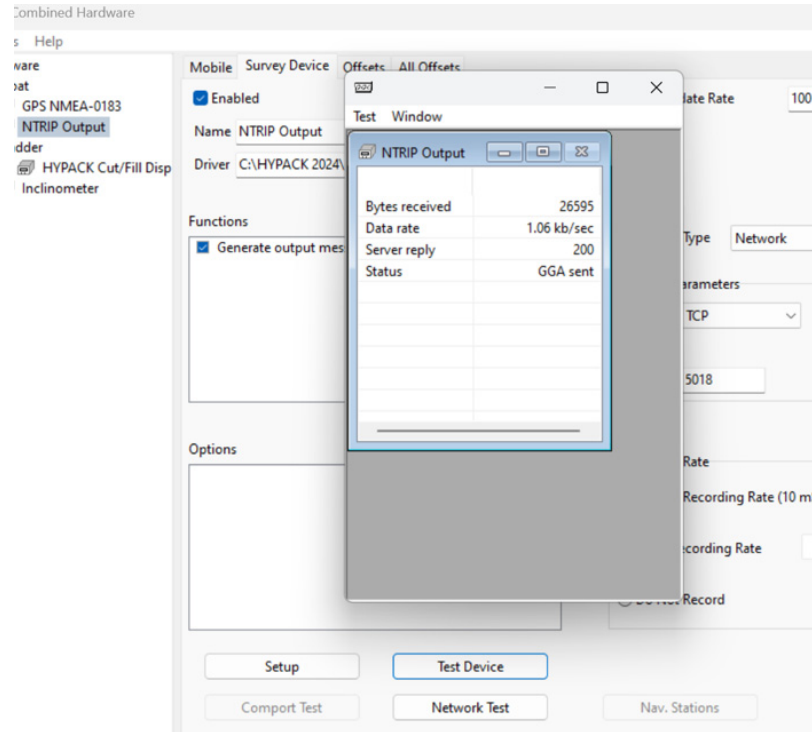 Combined Hardware
s Help
ware
oat
GPS NMEA-0183
NTRIP Output
adder
HYPACK Cut/Fill Disp
Inclinometer
Mobile Survey Device Offsets All Offsets
Enabled
Name NTRIP Output
Driver C:\HYPACK 2024\
Functions
Generate output mes
Options
Setup Test Device
Comport Test Network Test Nav. Stations
Test Window
NTRIP Output
Bytes received 26595
Data rate 1.06 kb/sec
Server reply 200
Status GGA sent
date Rate 100
Type Network
arameters
TCP
5018
Rate
Recording Rate (10 m
ecording Rate
Do Not Record